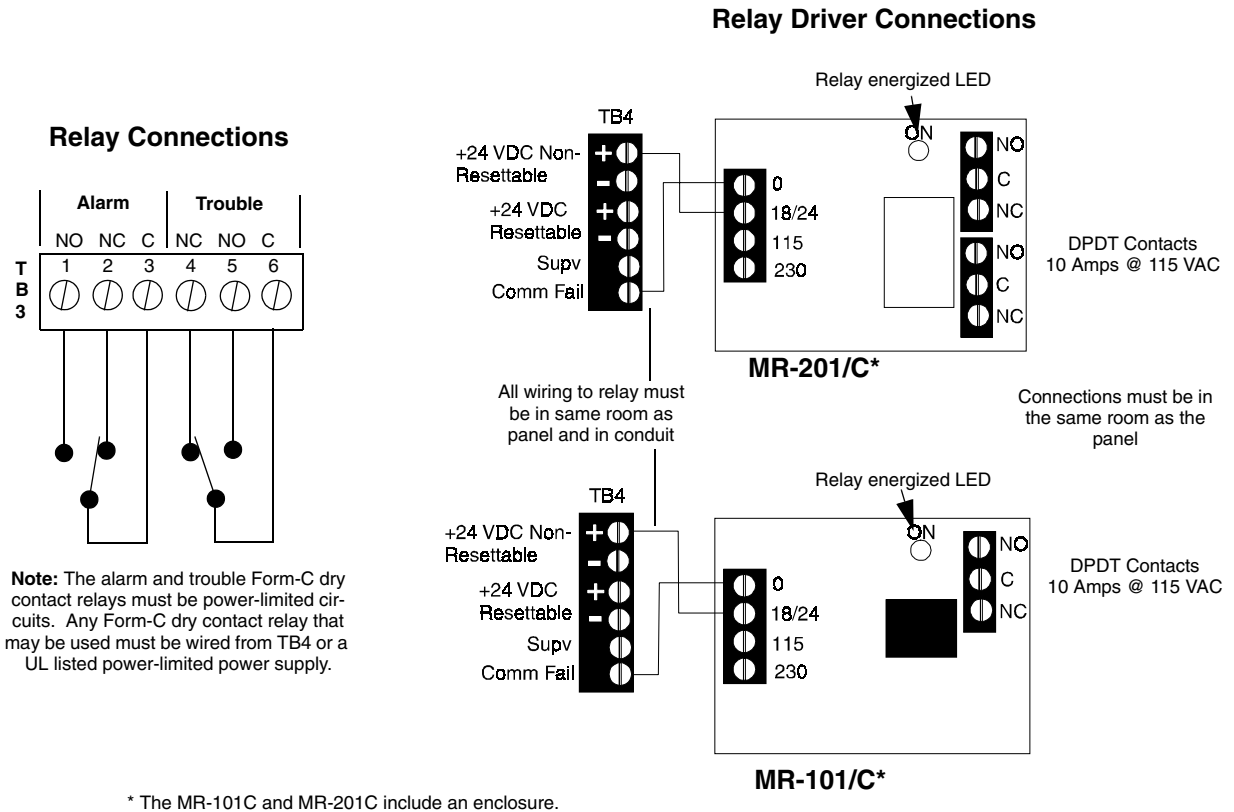 Relay Driver Connections
Relay Connections
Alarm Trouble
NO NC C NC NO C
1 2 3 4 5 6
T
B
3
Note: The alarm and trouble Form-C dry
contact relays must be power-limited cir-
cuits. Any Form-C dry contact relay that
may be used must be wired from TB4 or a
UL listed power-limited power supply.
Relay energized LED
TB4
ON
+24 VDC Non-
Resettable
+
-
+24 VDC
Resettable
+
-
Supv
Comm Fail
0
18/24
115
230
NO
C
NC
NO
C
NC
DPDT Contacts
10 Amps @ 115 VAC
MR-201/C*
All wiring to relay must
be in same room as
panel and in conduit
Connections must be in
the same room as the
panel
Relay energized LED
TB4
ON
+24 VDC Non-
Resettable
+
-
+24 VDC
Resettable
+
-
Supv
Comm Fail
0
18/24
115
230
NO
C
NC
DPDT Contacts
10 Amps @ 115 VAC
MR-101/C*
* The MR-101C and MR-201C include an enclosure.